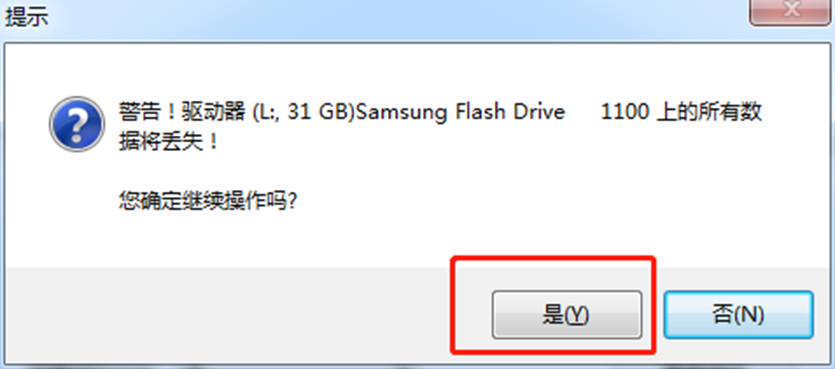 提示
警告！驱动器 (L:, 31 GB)Samsung Flash Drive 1100 上的所有数
据将丢失！
您确定继续操作吗?
是(Y)
否(N)